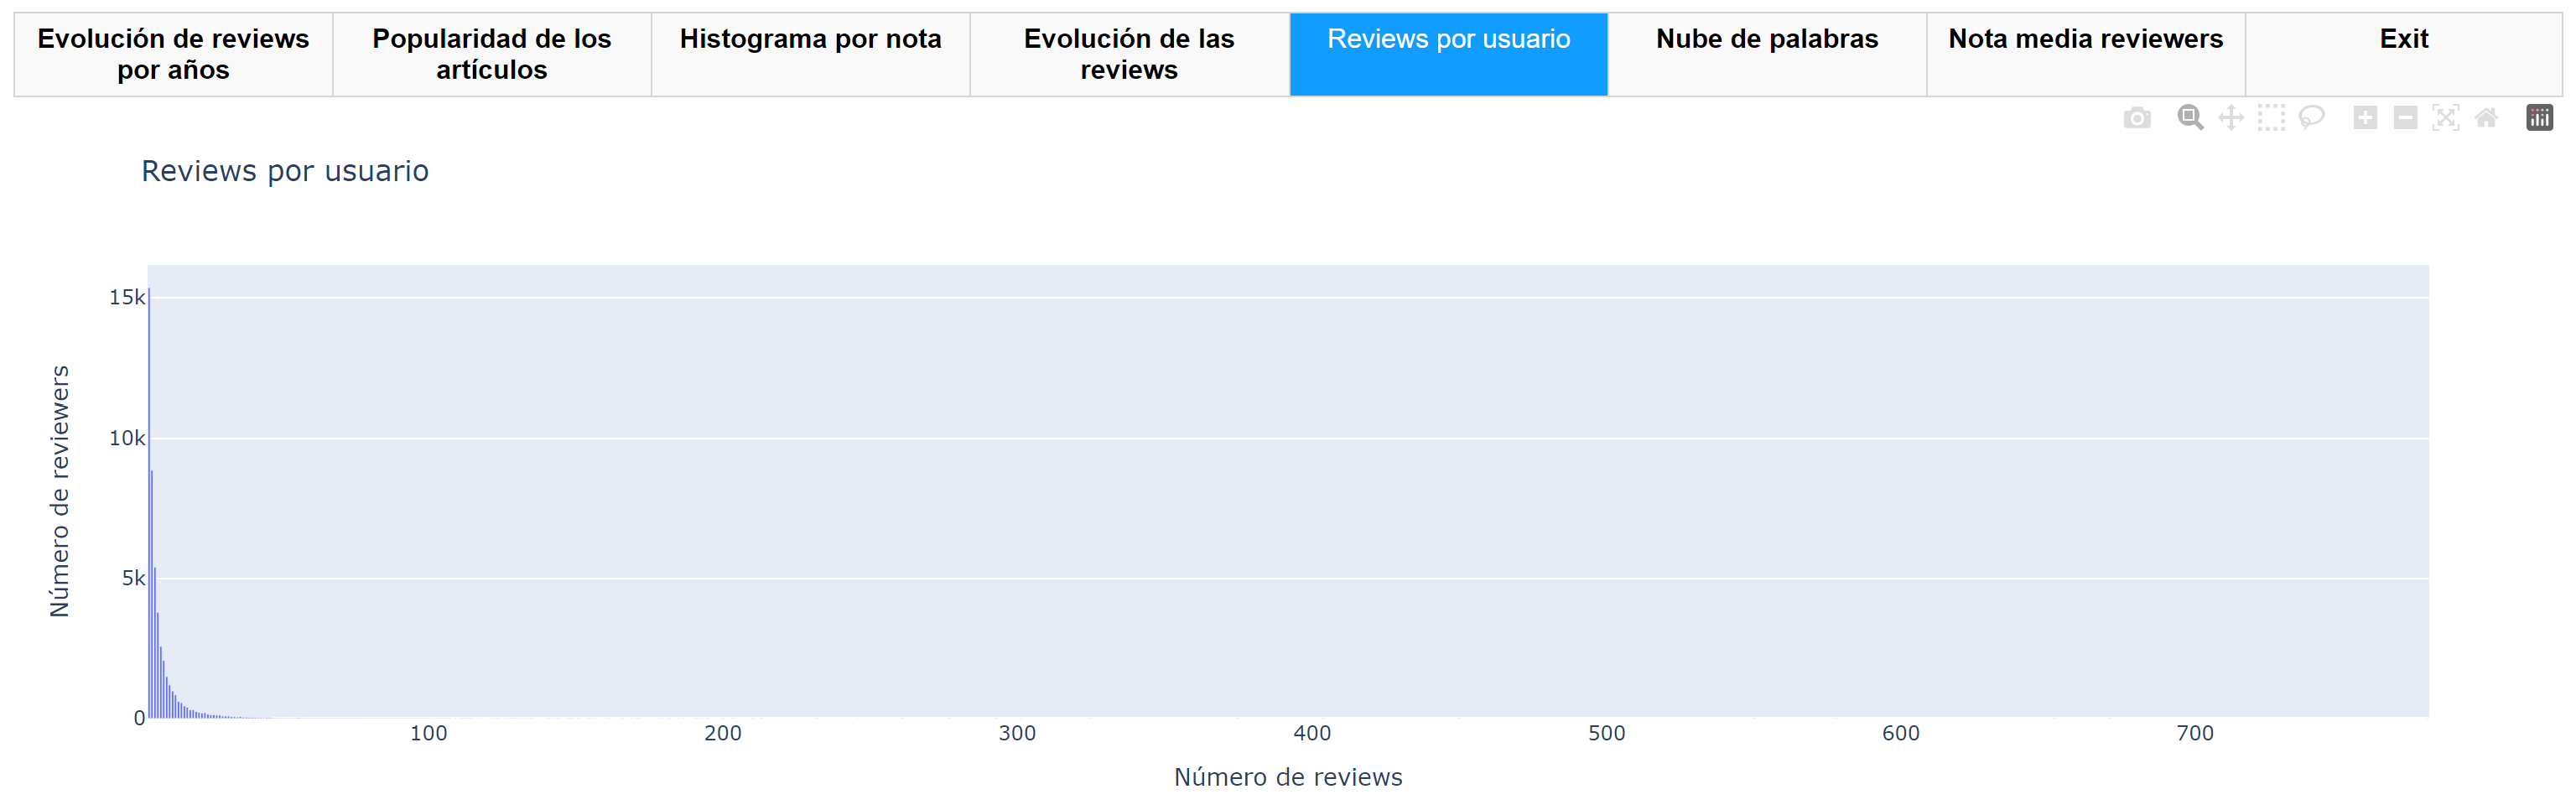 Evolución de reviews
por años
Popularidad de los
artículos
Histograma por nota
Evolución de las
reviews
Reviews por usuario
Nube de palabras
Nota media reviewers
Exit
Reviews por usuario
15k
10k
5k
0
Número de reviewers
100
200
300
400
500
600
700
Número de reviews